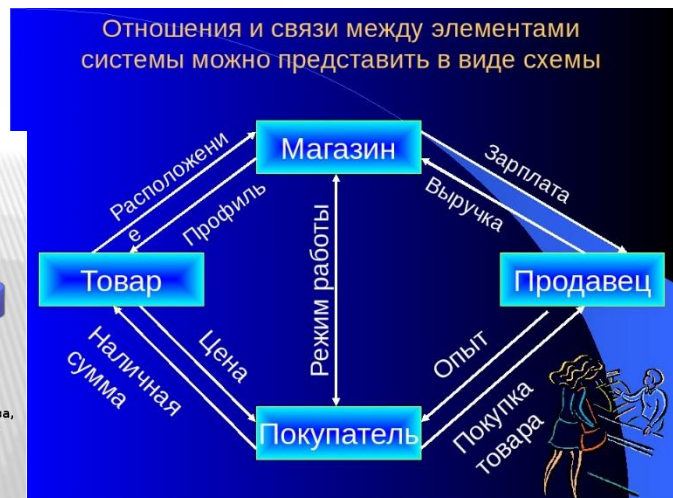 Отношения и связи между элементами
системы можно представить в виде схемы
Магазин
Расположени
е
Профиль
Зарплата
Выручка
Режим работы
Товар
Продавец
Наличная
сумма
Цена
Опыт
Покупка
товара
Покупатель